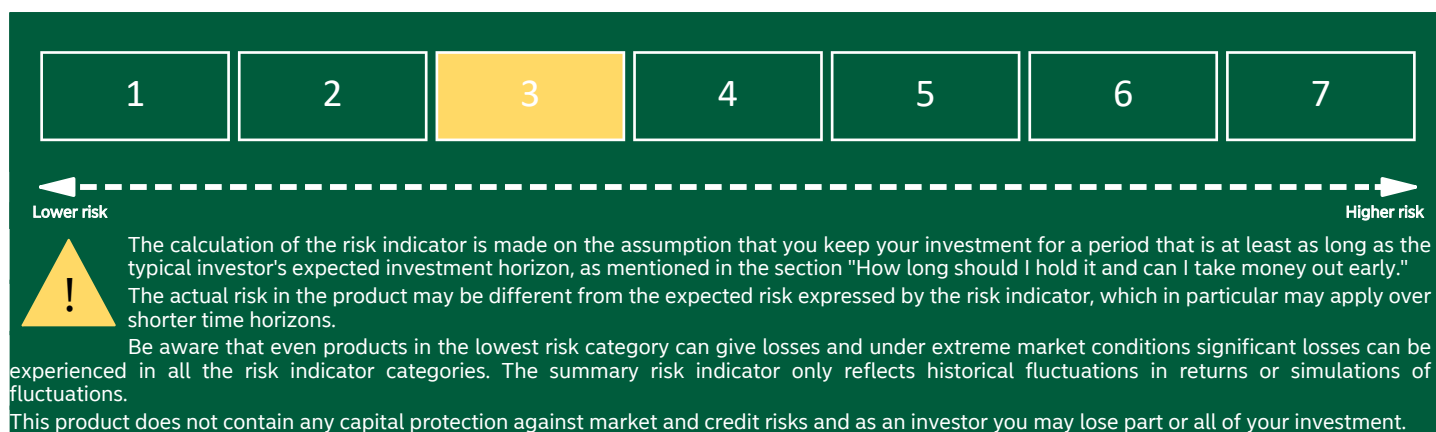 1 2 3 4 5 6 7
Lower risk Higher risk
The calculation of the risk indicator is made on the assumption that you keep your investment for a period that is at least as long as the
typical investor's expected investment horizon, as mentioned in the section "How long should I hold it and can I take money out early."
!
The actual risk in the product may be different from the expected risk expressed by the risk indicator, which in particular may apply over
shorter time horizons.
Be aware that even products in the lowest risk category can give losses and under extreme market conditions significant losses can be
experienced in all the risk indicator categories. The summary risk indicator only reflects historical fluctuations in returns or simulations of
fluctuations.
This product does not contain any capital protection against market and credit risks and as an investor you may lose part or all of your investment.